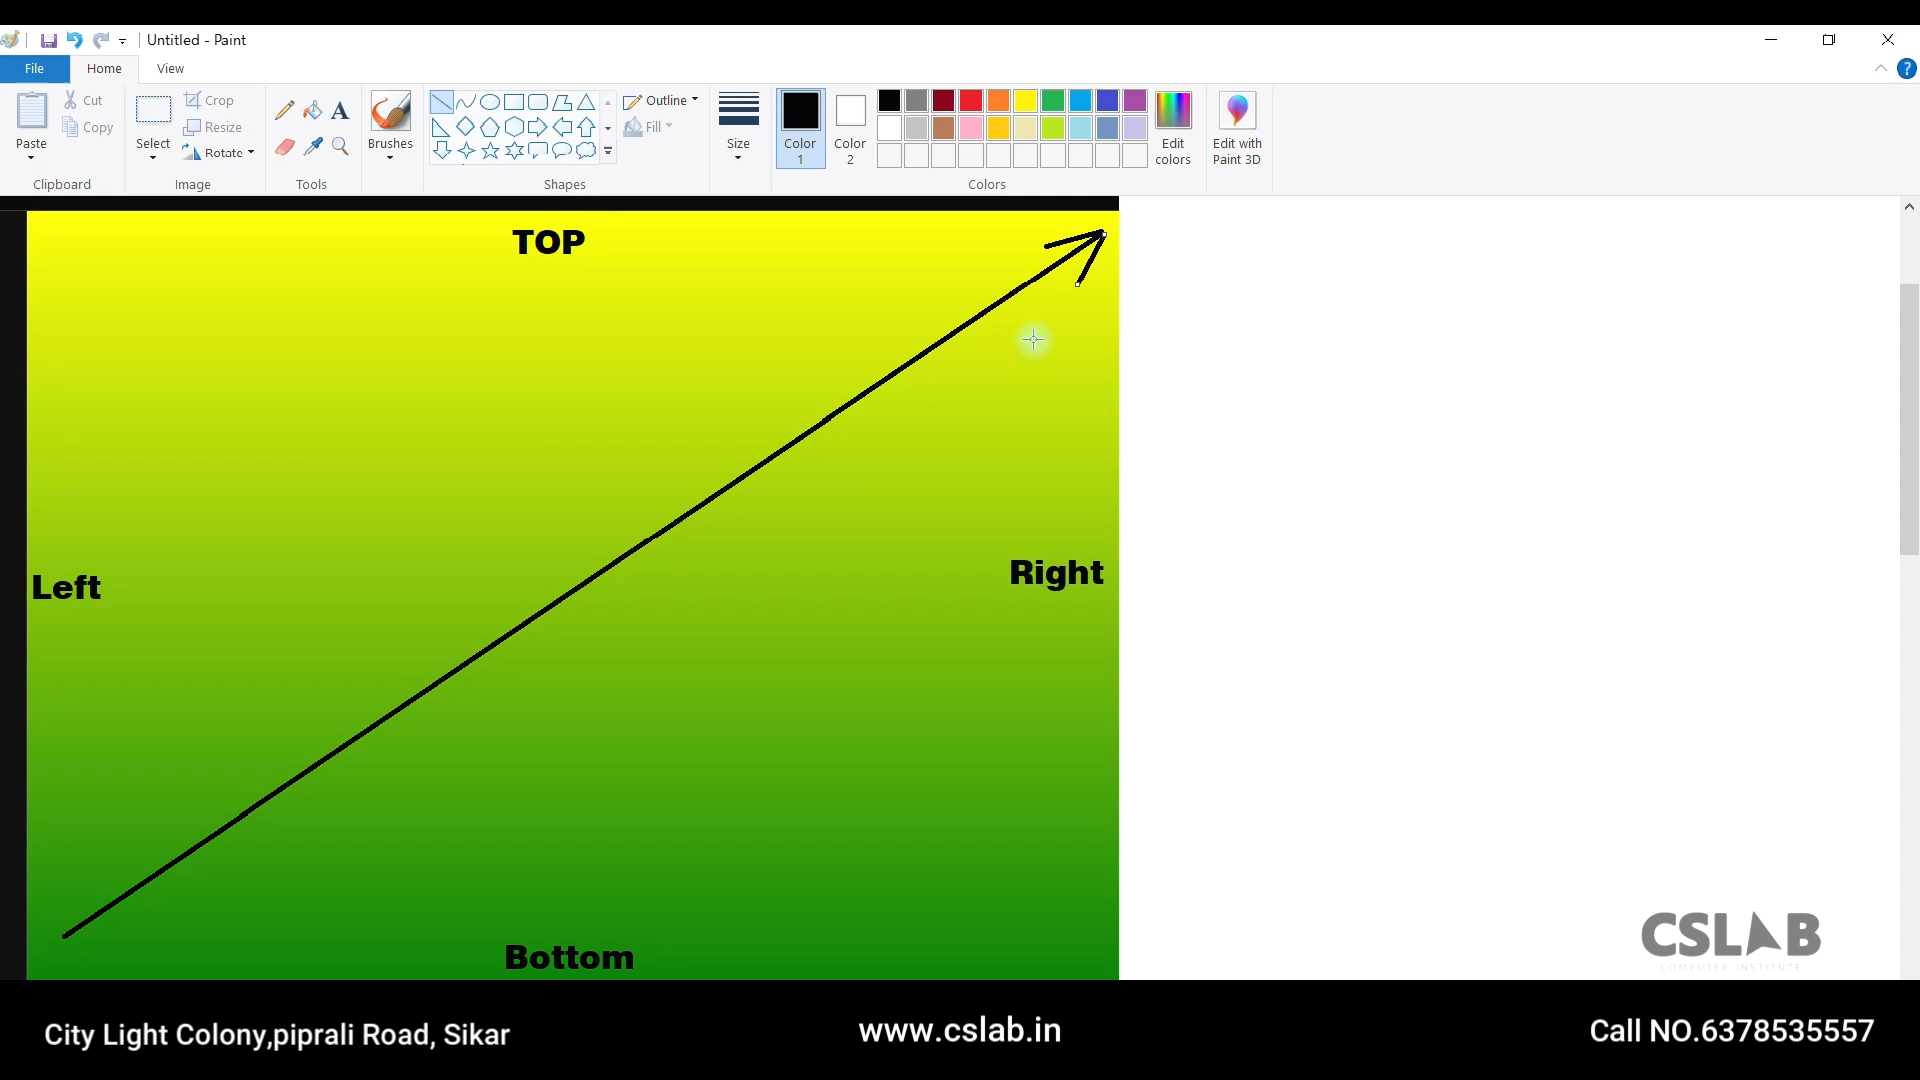 Untitled - Paint
File Home View
Cut
Copy
Paste
Clipboard
Select
Crop
Resize
Rotate
Image
A
Tools
Brushes
Outline
Fill
Shapes
Size
Color
1
Color
2
Edit
colors
Colors
Edit with
Paint 3D
?
TOP
Left
Right
Bottom
CSLAB
COMPUTER INSTITUTE
City Light Colony,piprali Road, Sikar
www.cslab.in
Call NO.6378535557